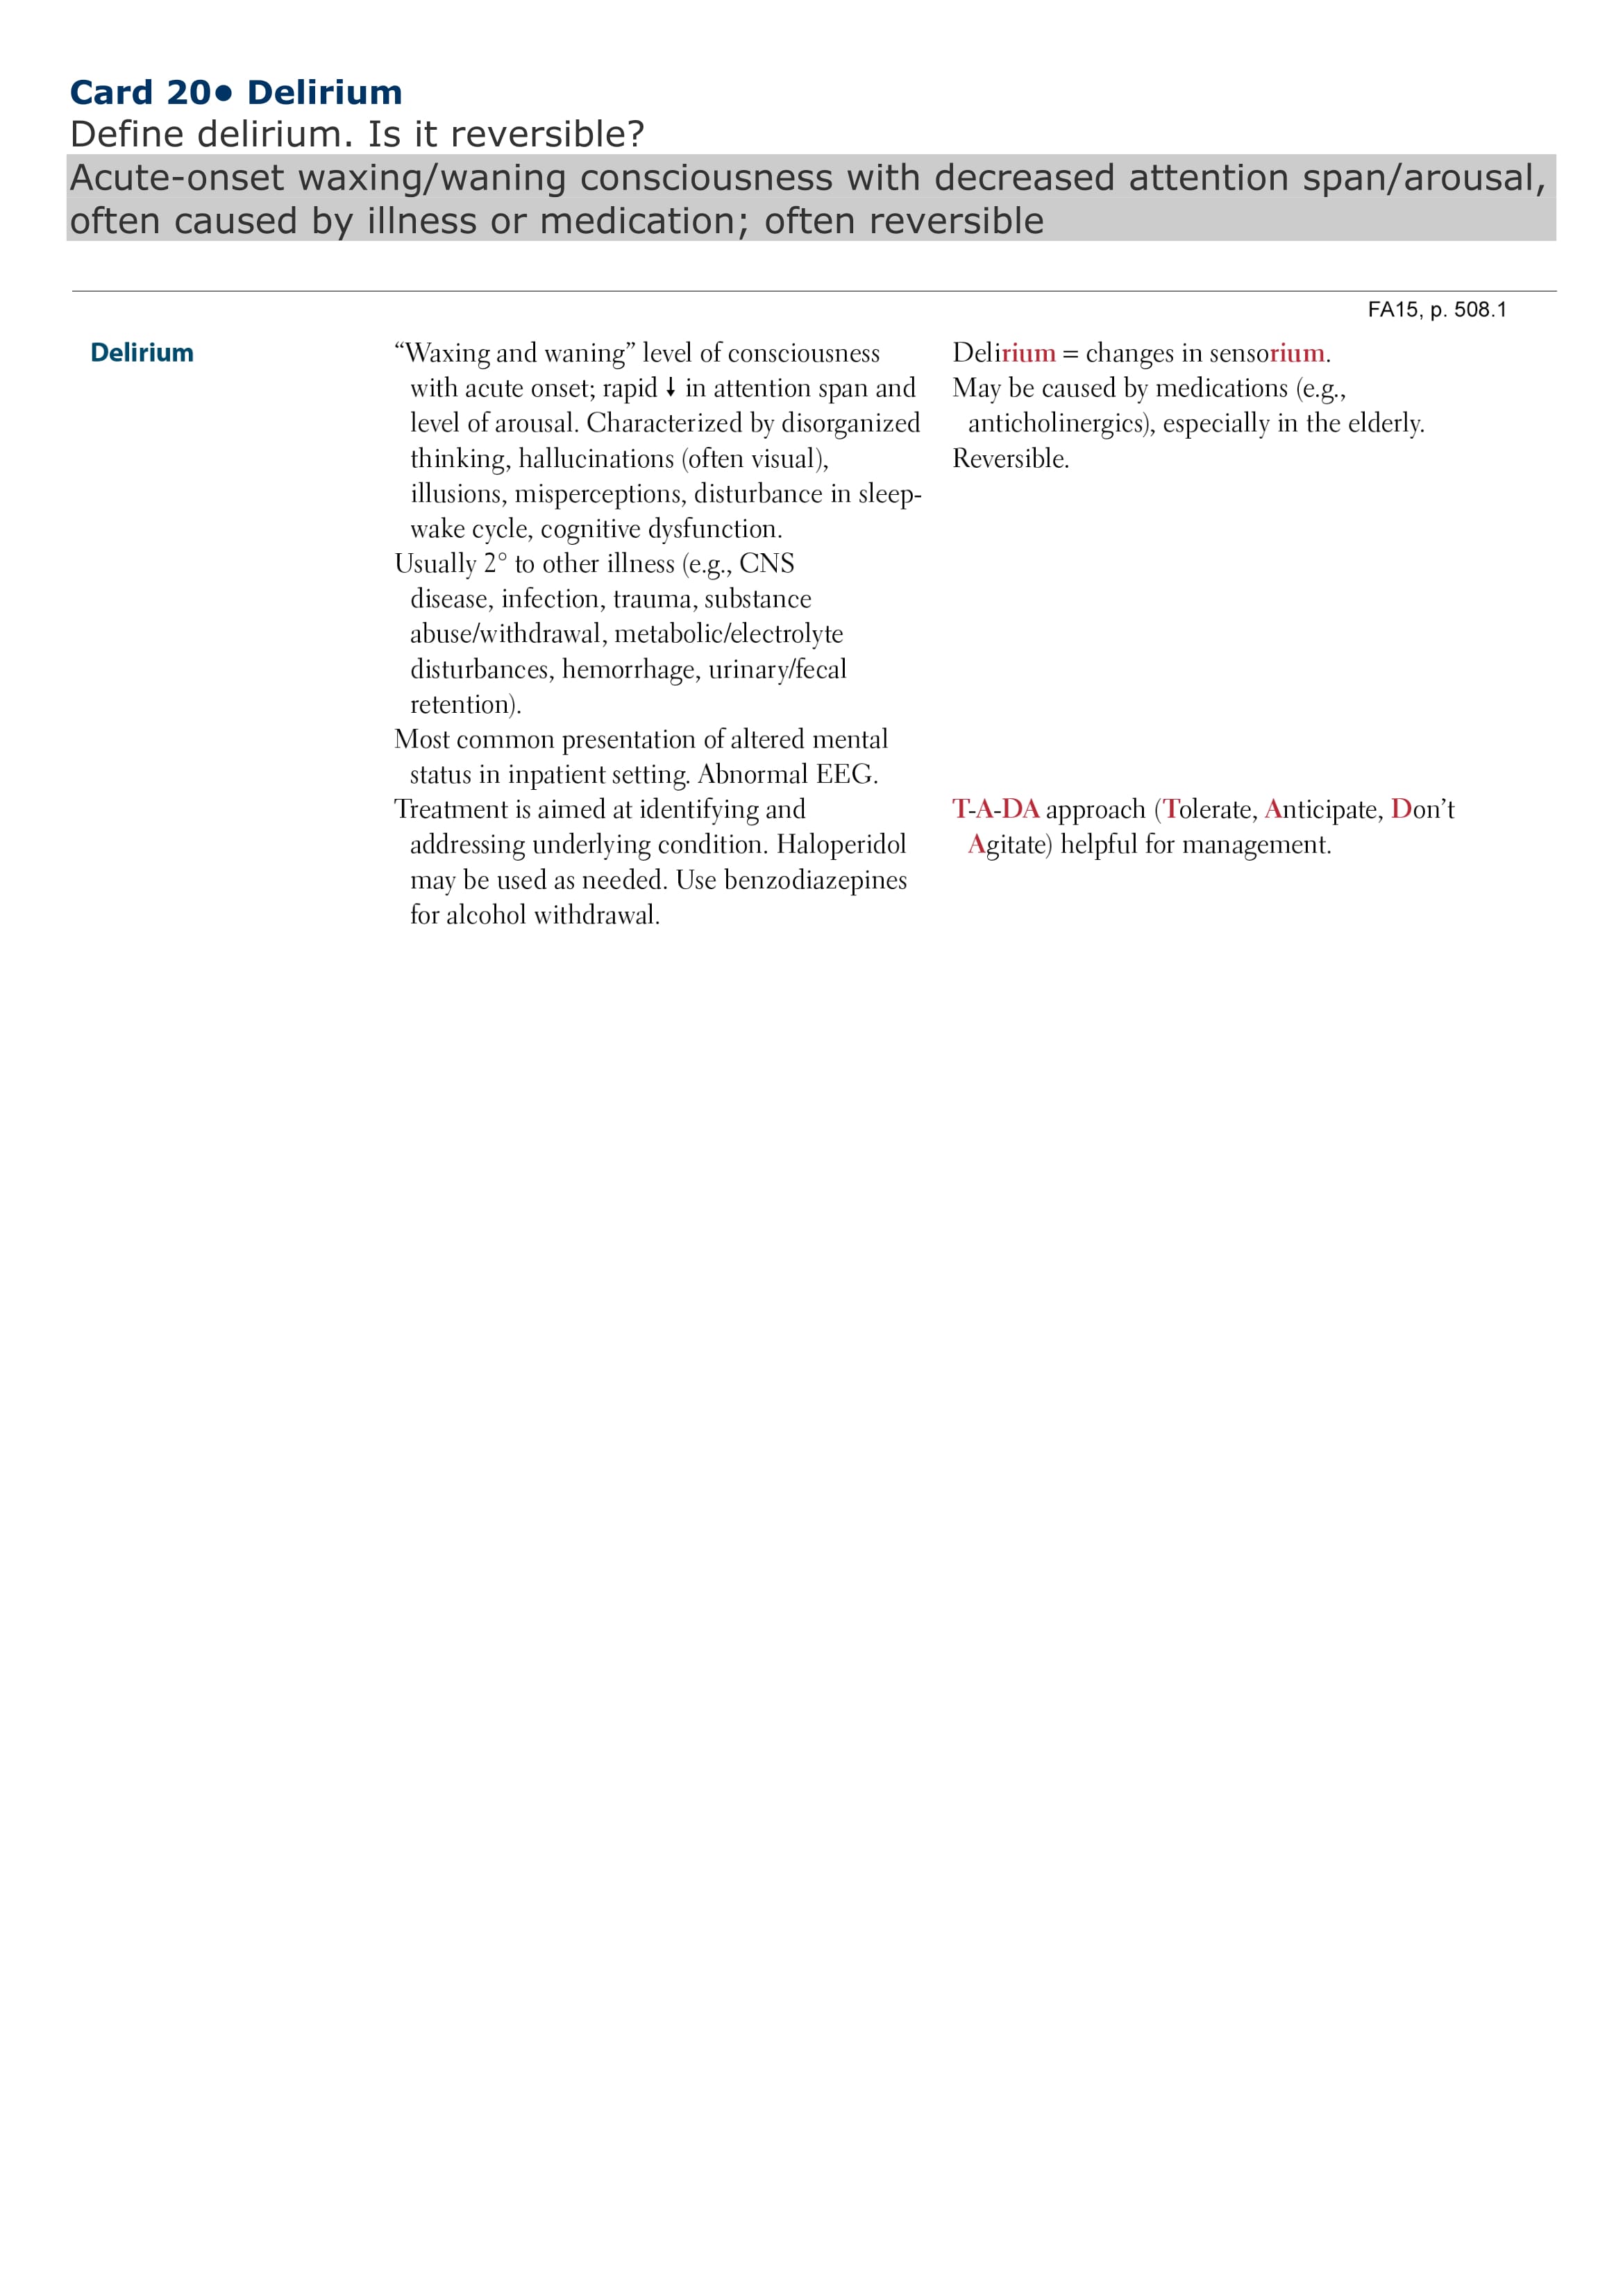 Card 20● Delirium
Define delirium. Is it reversible?
Acute-onset waxing/waning consciousness with decreased attention span/arousal,
often caused by illness or medication; often reversible
FA15, p. 508.1
Delirium
“Waxing and waning” level of consciousness
with acute onset; rapid ↓ in attention span and
level of arousal. Characterized by disorganized
thinking, hallucinations (often visual),
illusions, misperceptions, disturbance in sleep-
wake cycle, cognitive dysfunction.
Usually 2° to other illness (e.g., CNS
disease, infection, trauma, substance
abuse/withdrawal, metabolic/electrolyte
disturbances, hemorrhage, urinary/fecal
retention).
Most common presentation of altered mental
status in inpatient setting. Abnormal EEG.
Treatment is aimed at identifying and
addressing underlying condition. Haloperidol
may be used as needed. Use benzodiazepines
for alcohol withdrawal.
Delirium = changes in sensorium.
May be caused by medications (e.g.,
anticholinergics), especially in the elderly.
Reversible.
T-A-DA approach (Tolerate, Anticipate, Don’t
Agitate) helpful for management.